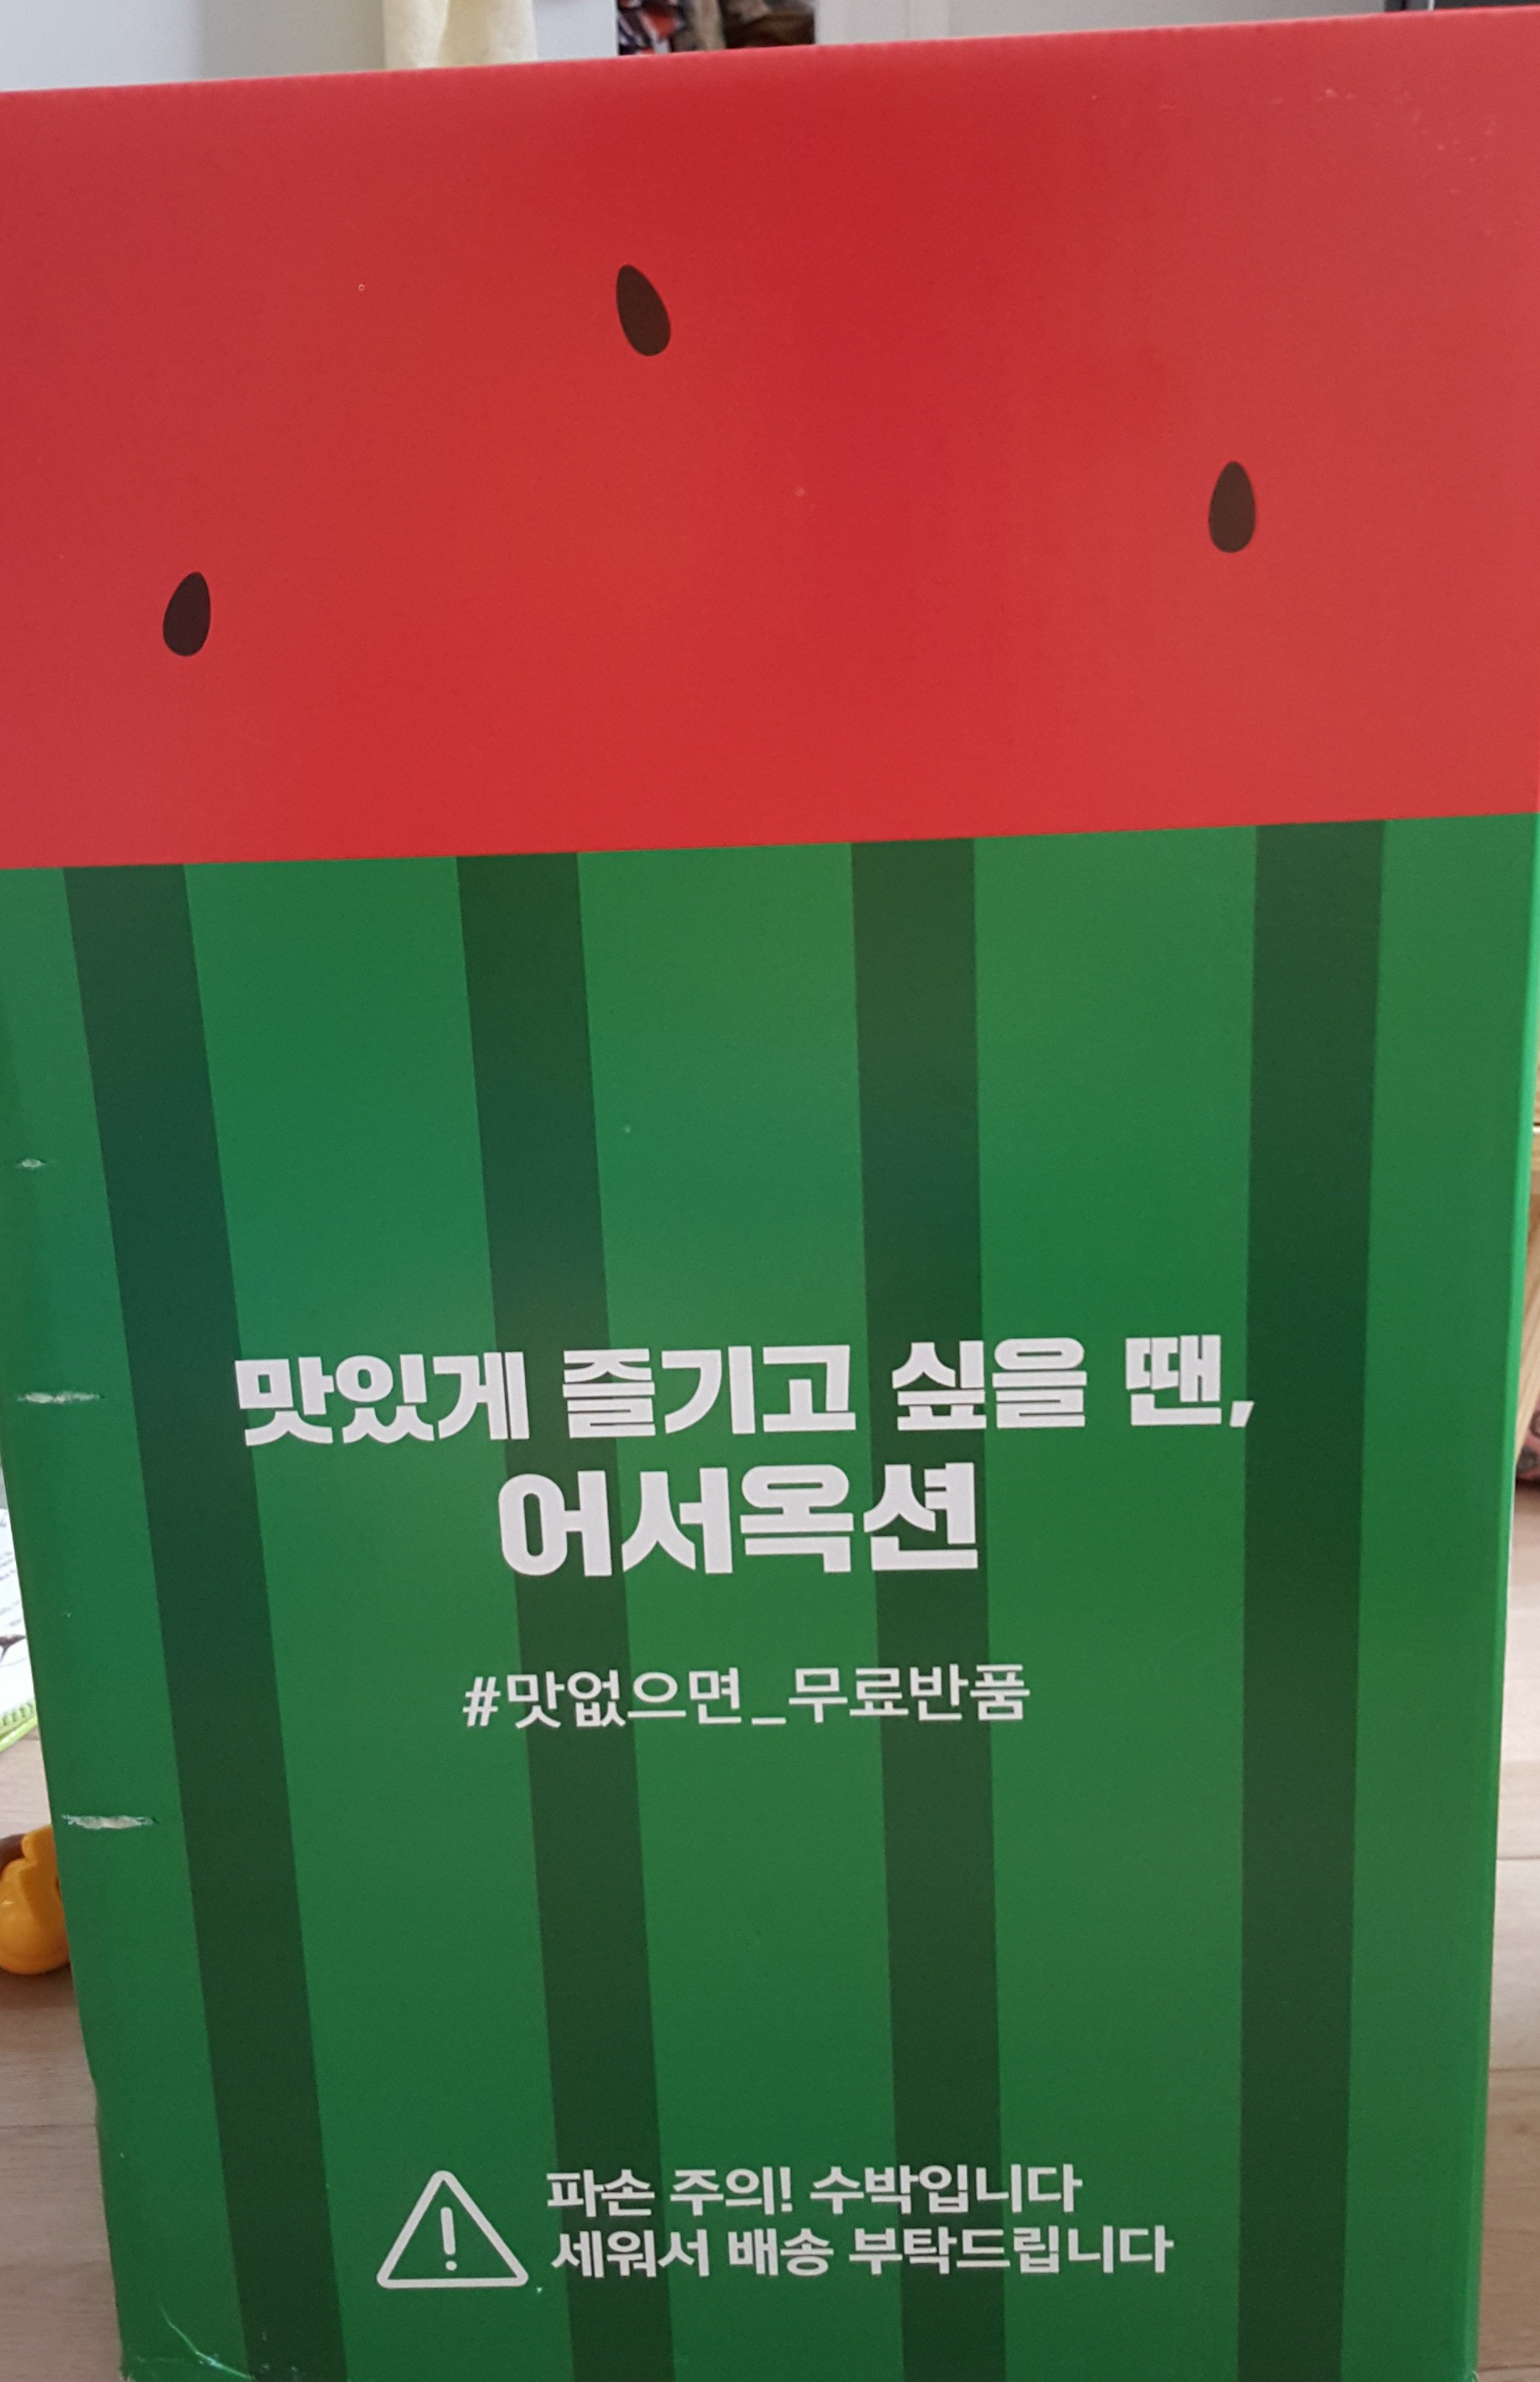 맛있게 즐기고 싶을 땐,
어서옥션
#맛없으면_무료반품
파손 주의! 수박입니다
세워서 배송 부탁드립니다